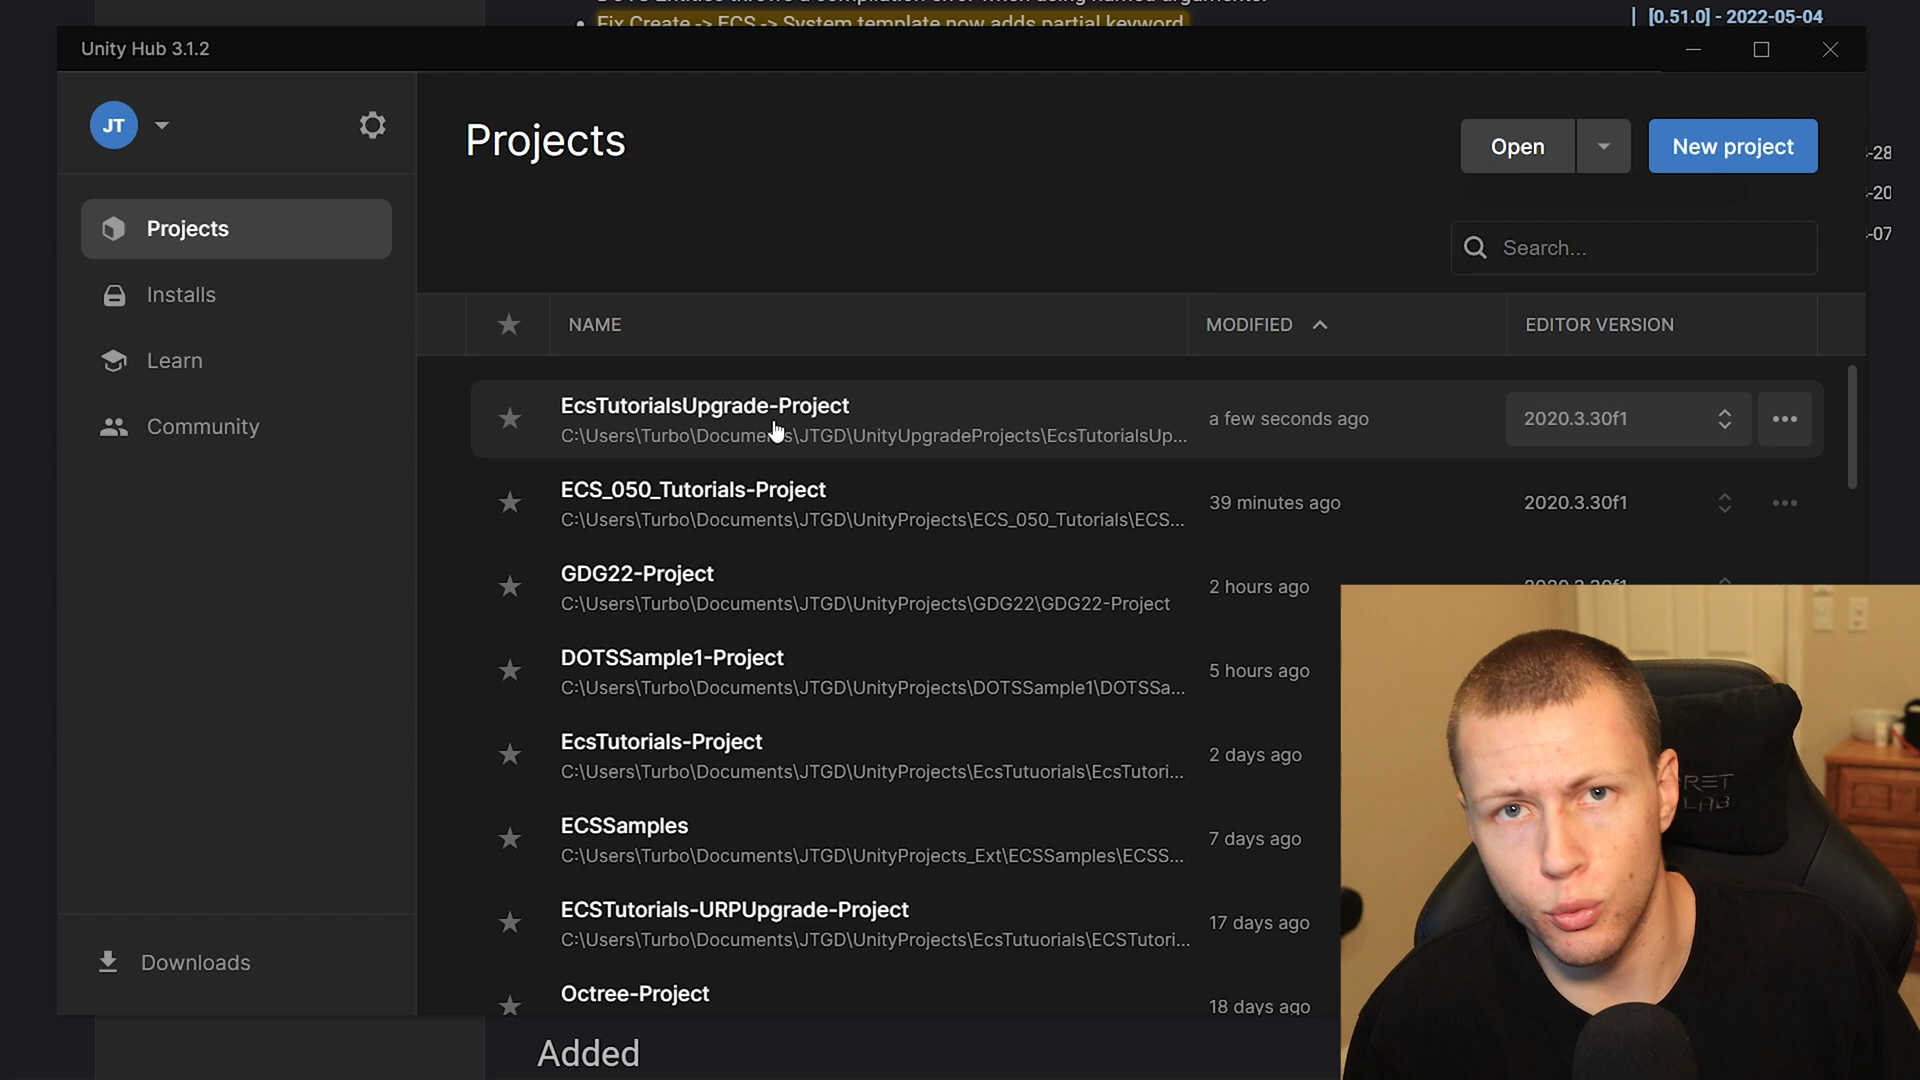 Fix Create -> ECS -> System template now adds partial keyword
[0.51.0] - 2022-05-04
Unity Hub 3.1.2
JT
Projects
Open
New project
-28
-20
-07
Search...
Projects
Installs
Learn
Community
NAME
MODIFIED
EDITOR VERSION
EcsTutorialsUpgrade-Project
C:\Users\Turbo\Documents\JTGD\UnityUpgradeProjects\EcsTutorialsUp...
a few seconds ago
2020.3.30f1
ECS_050_Tutorials-Project
C:\Users\Turbo\Documents\JTGD\UnityProjects\ECS_050_Tutorials\ECS...
39 minutes ago
2020.3.30f1
GDG22-Project
C:\Users\Turbo\Documents\JTGD\UnityProjects\GDG22\GDG22-Project
2 hours ago
DOTSSample1-Project
C:\Users\Turbo\Documents\JTGD\UnityProjects\DOTSSample1\DOTSSa...
5 hours ago
EcsTutorials-Project
C:\Users\Turbo\Documents\JTGD\UnityProjects\EcsTutuorials\EcsTutori...
2 days ago
ECSSamples
C:\Users\Turbo\Documents\JTGD\UnityProjects_Ext\ECSSamples\ECSS...
7 days ago
ECSTutorials-URPUpgrade-Project
C:\Users\Turbo\Documents\JTGD\UnityProjects\EcsTutuorials\ECSTutori...
17 days ago
Octree-Project
18 days ago
Downloads
Added